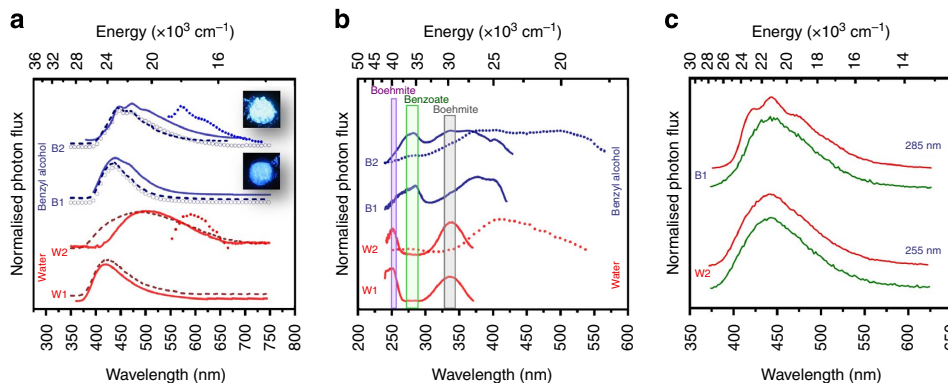 a
Energy (×10³ cm⁻¹)
36 32 28 24 20 16
Normalised photon flux
Benzyl alcohol
Water
B2
B1
W2
W1
300 350 400 450 500 550 600 650 700 750 800
Wavelength (nm)
b
Energy (×10³ cm⁻¹)
50 45 40 35 30 25 20
Normalised photon flux
Boehmite
Benzoate
Boehmite
B2
B1
W2
W1
Benzyl alcohol
Water
200 250 300 350 400 450 500 550 600
Wavelength (nm)
c
Energy (×10³ cm⁻¹)
30 28 26 24 22 20 18 16 14
Normalised photon flux
285 nm
B1
255 nm
W2
350 400 450 500 550 600 650
Wavelength (nm)